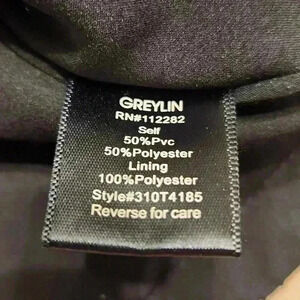 GREYLIN
RN#112282
Self
50%Pvc
50%Polyester
Lining
100%Polyester
Style#310T4185
Reverse for care